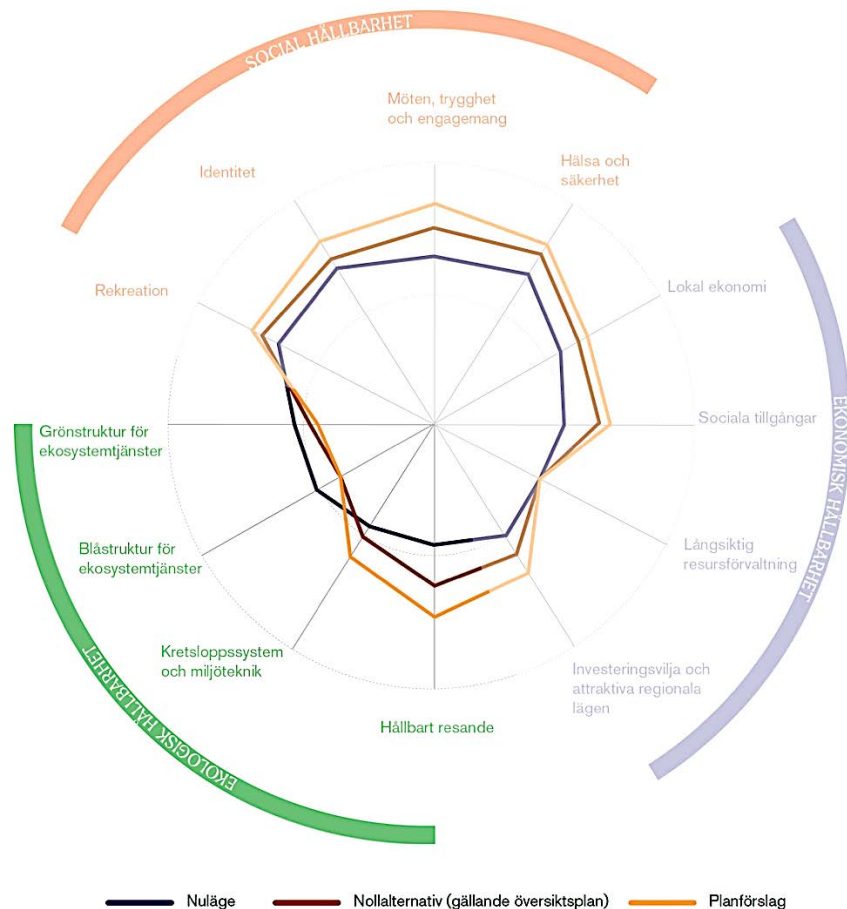 SOCIAL HÅLLBARHET
Möten, trygghet
och engagemang
Hälsa och
säkerhet
Identitet
Lokal ekonomi
Rekreation
Sociala tillgångar
EKONOMISK HÅLLBARHET
Grönstruktur för
ekosystemtjänster
Långsiktig
resursförvaltning
Blåstruktur för
ekosystemtjänster
Kretsloppssystem
och miljöteknik
Investeringsvilja och
attraktiva regionala
lägen
EKOLOGISK HÅLLBARHET
Hållbart resande
Nuläge
Nollalternativ (gällande översiktsplan)
Planförslag